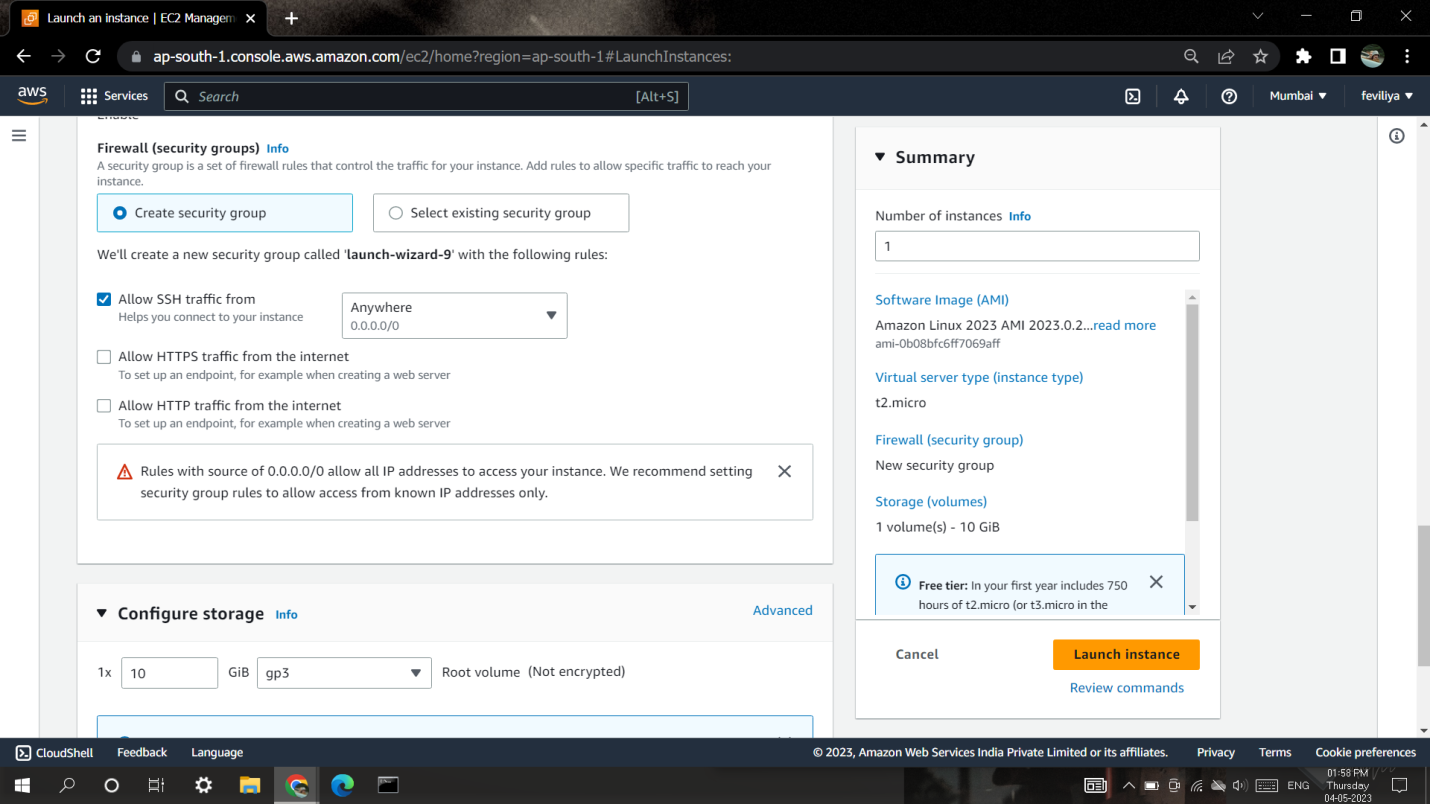 Launch an instance | EC2 Managem
ap-south-1.console.aws.amazon.com/ec2/home?region=ap-south-1#LaunchInstances:
aws
Services
Search
[Alt+S]
Mumbai
feviliya
Enable
Firewall (security groups) Info
A security group is a set of firewall rules that control the traffic for your instance. Add rules to allow specific traffic to reach your
instance.
Create security group
Select existing security group
We'll create a new security group called 'launch-wizard-9' with the following rules:
Allow SSH traffic from
Helps you connect to your instance
Anywhere
0.0.0.0/0
Allow HTTPS traffic from the internet
To set up an endpoint, for example when creating a web server
Allow HTTP traffic from the internet
To set up an endpoint, for example when creating a web server
Rules with source of 0.0.0.0/0 allow all IP addresses to access your instance. We recommend setting
security group rules to allow access from known IP addresses only.
Configure storage Info
Advanced
1x 10 GiB gp3 Root volume (Not encrypted)
Summary
Number of instances Info
1
Software Image (AMI)
Amazon Linux 2023 AMI 2023.0.2...read more
ami-0b08bfc6ff7069aff
Virtual server type (instance type)
t2.micro
Firewall (security group)
New security group
Storage (volumes)
1 volume(s) - 10 GiB
Free tier: In your first year includes 750
hours of t2.micro (or t3.micro in the
Cancel
Launch instance
Review commands
CloudShell
Feedback
Language
© 2023, Amazon Web Services India Private Limited or its affiliates.
Privacy
Terms
Cookie preferences
ENG
01:58 PM
Thursday
04-05-2023